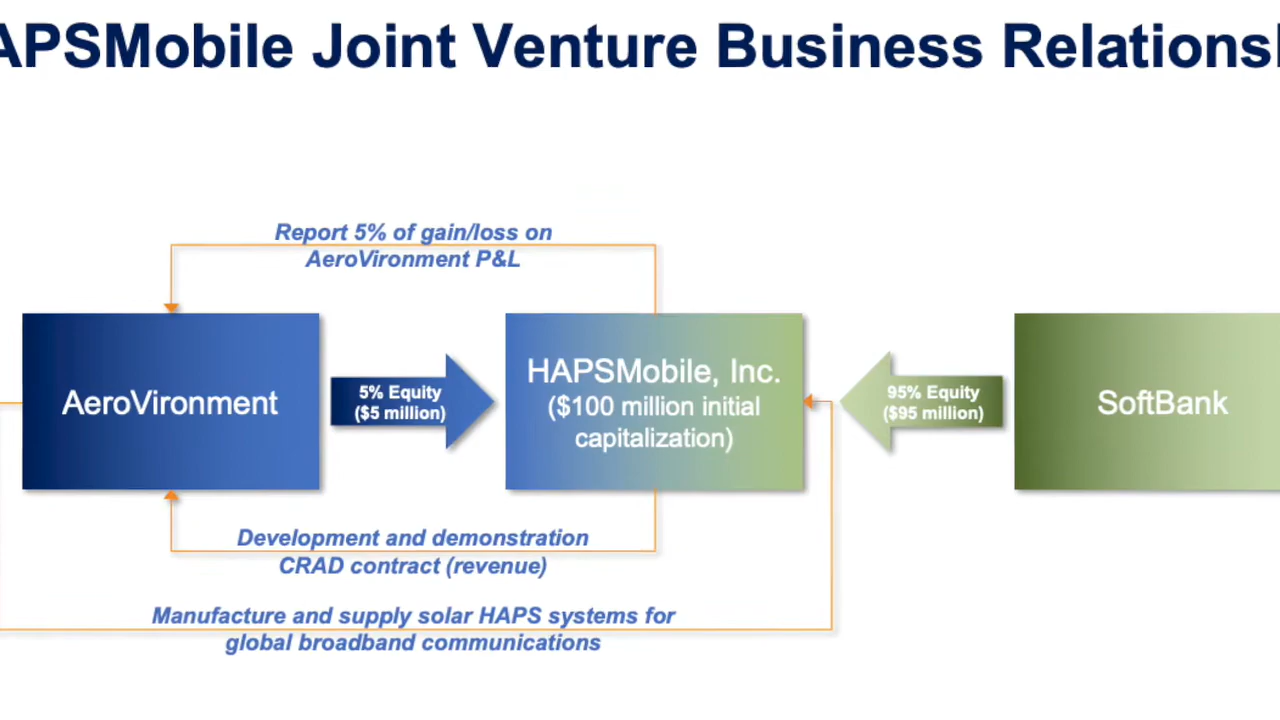 APSMobile Joint Venture Business Relations
Report 5% of gain/loss on
AeroVironment P&L
AeroVironment
5% Equity
($5 million)
HAPSMobile, Inc.
($100 million initial
capitalization)
95% Equity
($95 million)
SoftBank
Development and demonstration
CRAD contract (revenue)
Manufacture and supply solar HAPS systems for
global broadband communications